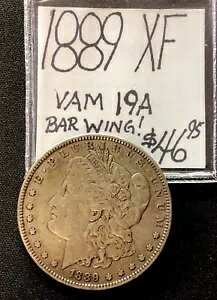 1889 XF
VAM 19A
BAR WING! $46.95
E·PLURIBUS·UNUM
1889